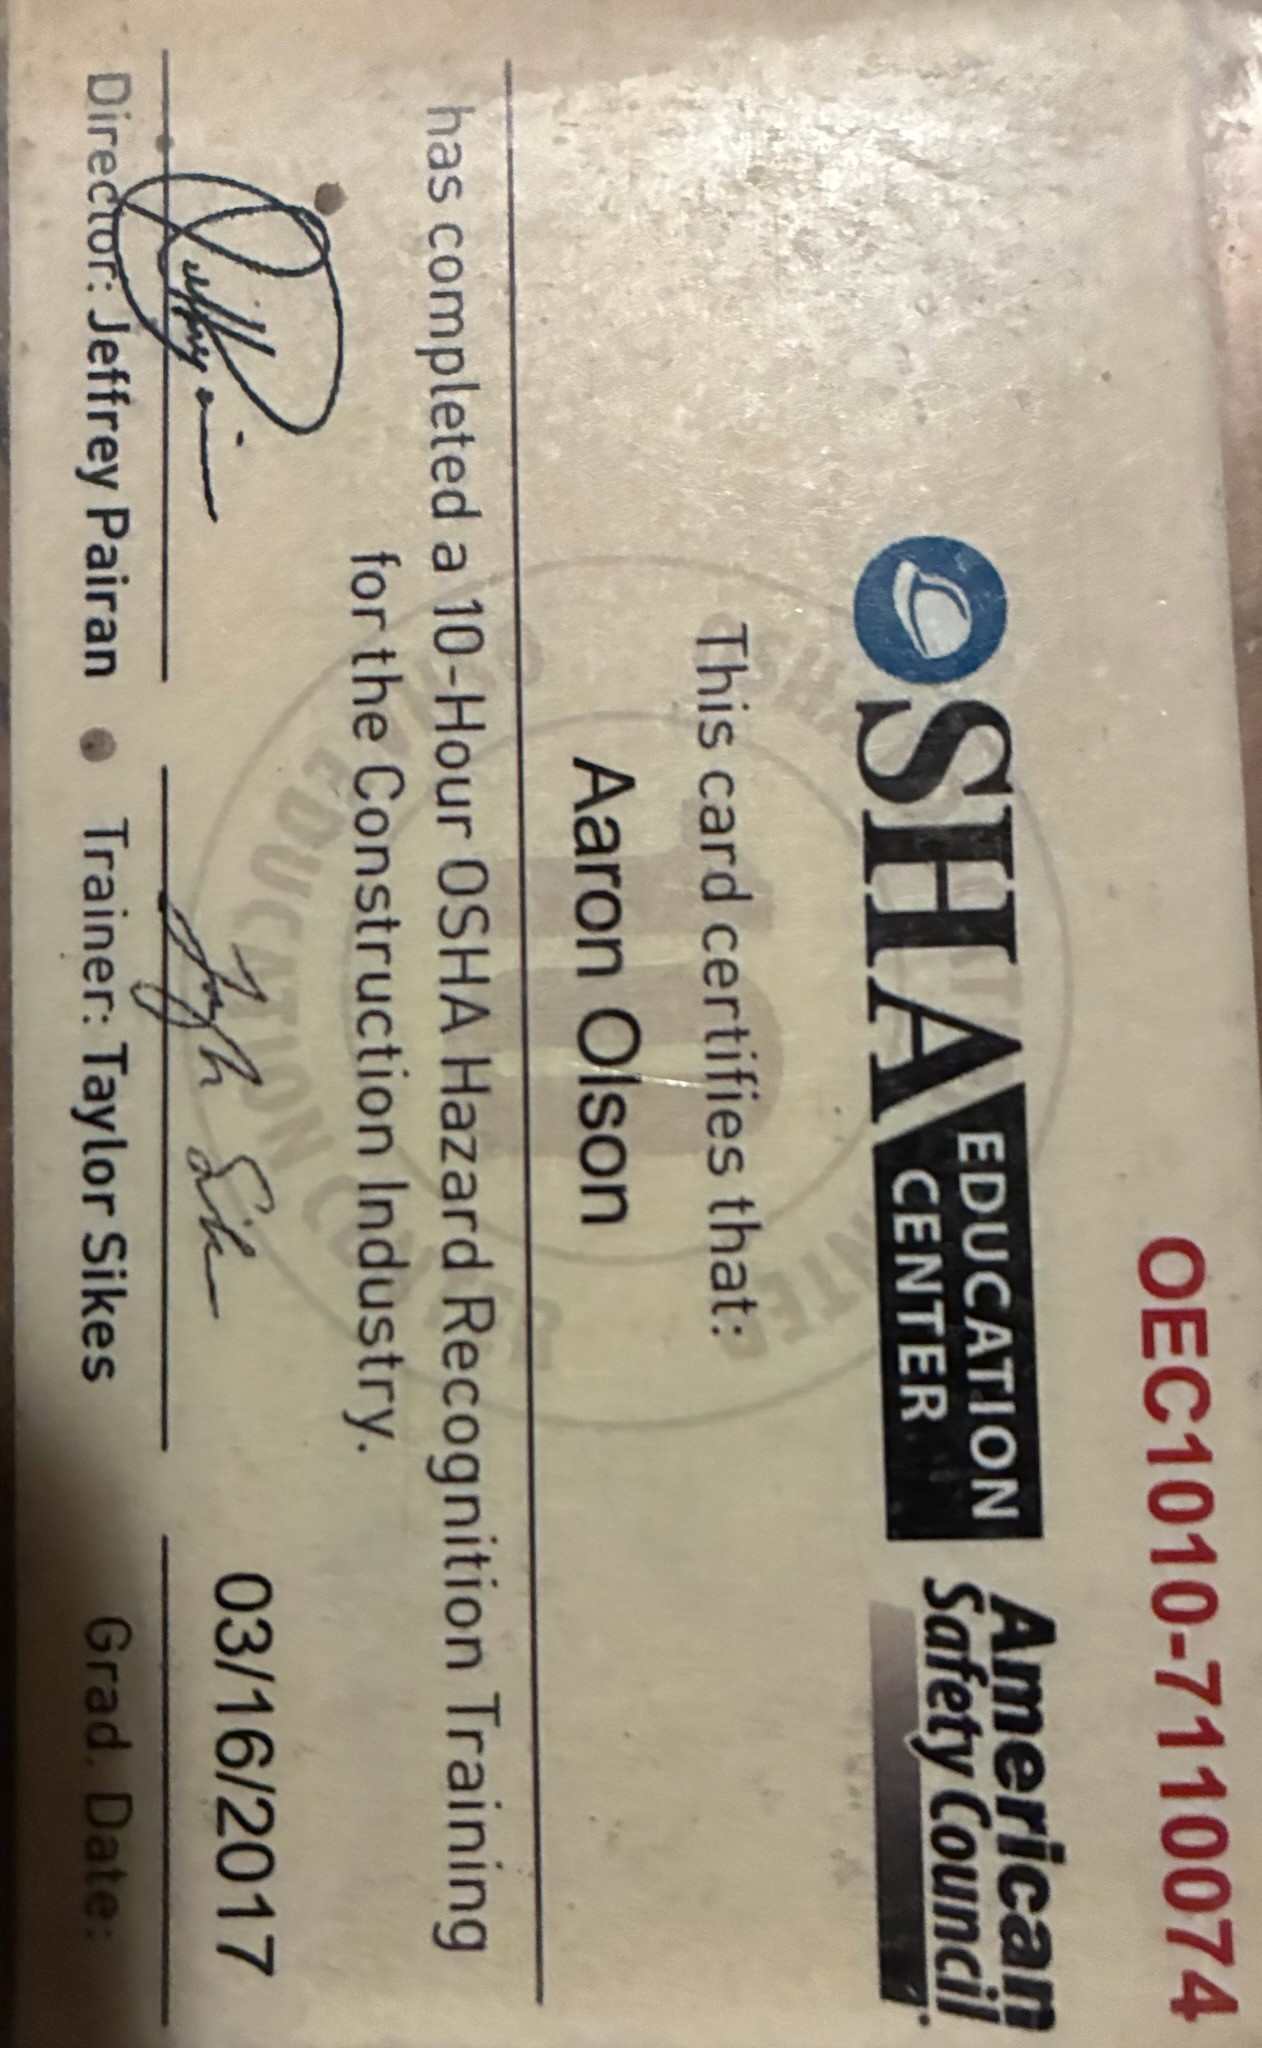 OEC1010-7110074
OSHA EDUCATION CENTER American Safety Council
This card certifies that:
Aaron Olson
has completed a 10-Hour OSHA Hazard Recognition Training
for the Construction Industry.
03/16/2017
Director: Jeffrey Pairan • Trainer: Taylor Sikes Grad. Date: